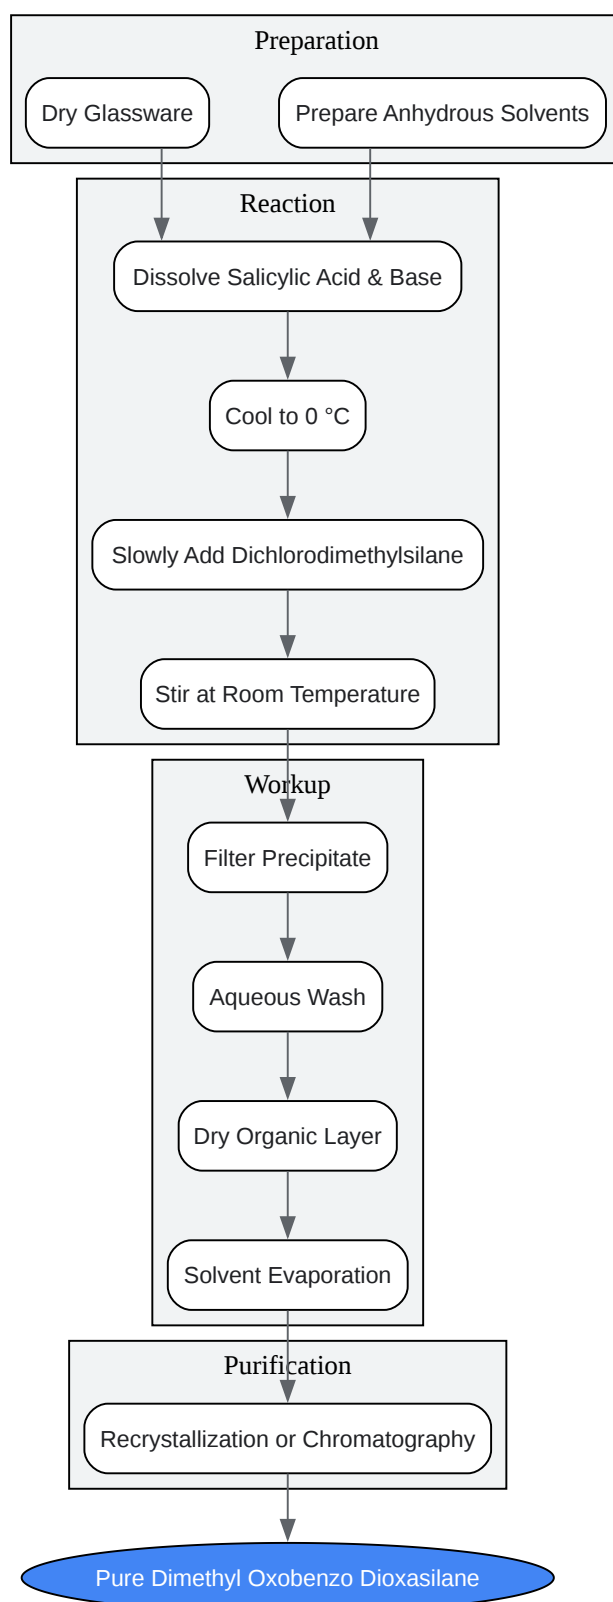 Preparation
Dry Glassware
Prepare Anhydrous Solvents
Reaction
Dissolve Salicylic Acid & Base
Cool to 0 °C
Slowly Add Dichlorodimethylsilane
Stir at Room Temperature
Workup
Filter Precipitate
Aqueous Wash
Dry Organic Layer
Solvent Evaporation
Purification
Recrystallization or Chromatography
Pure Dimethyl Oxobenzo Dioxasilane